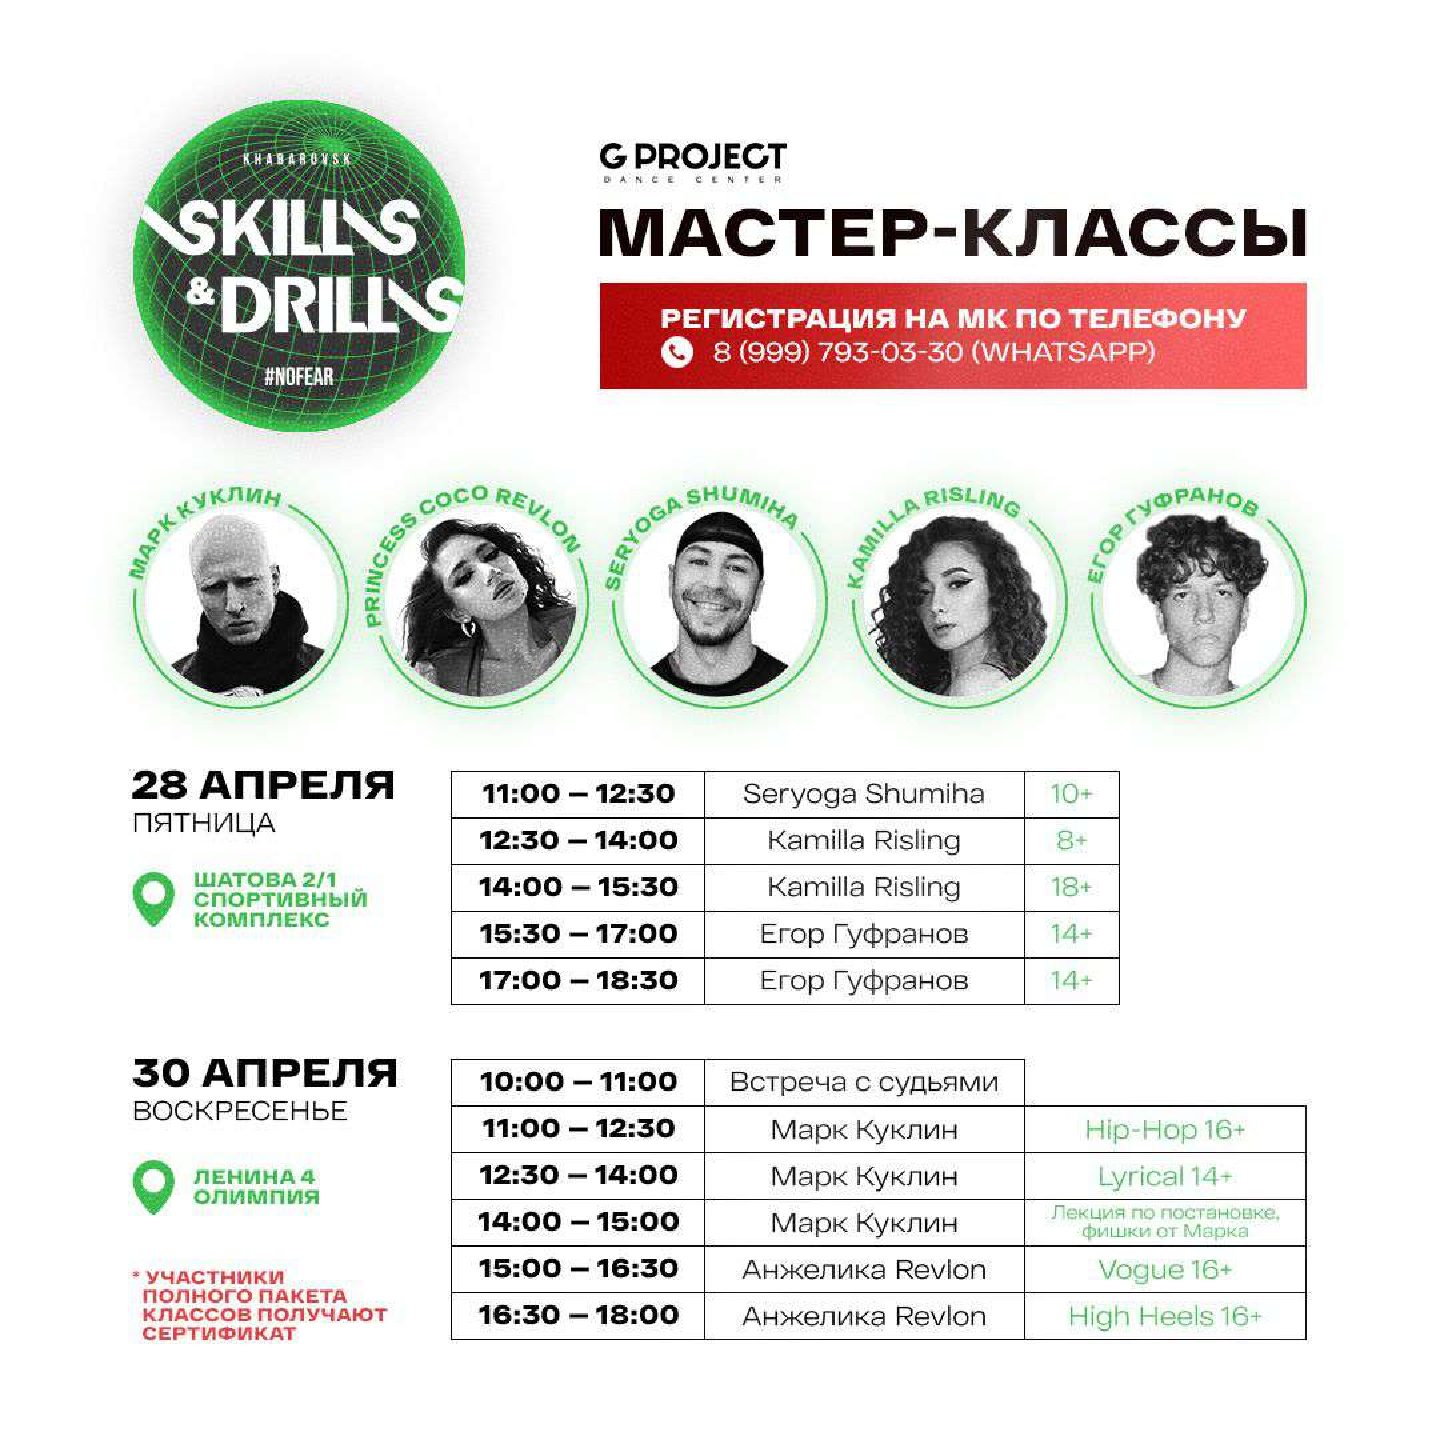 KHABAROVSK
SKILLS
& DRILLS
#NOFEAR
G PROJECT
DANCE CENTER
МАСТЕР-КЛАССЫ
РЕГИСТРАЦИЯ НА МК ПО ТЕЛЕФОНУ
8 (999) 793-03-30 (WHATSAPP)
МАРК КУКЛИН
PRINCESS COCO REVLON
SERYOGA SHUMIHA
KAMILLA RISLING
ЕГОР ГУФРАНОВ
28 АПРЕЛЯ
ПЯТНИЦА
ШАТОВА 2/1
СПОРТИВНЫЙ
КОМПЛЕКС
11:00 – 12:30 Seryoga Shumiha 10+
12:30 – 14:00 Kamilla Risling 8+
14:00 – 15:30 Kamilla Risling 18+
15:30 – 17:00 Егор Гуфранов 14+
17:00 – 18:30 Егор Гуфранов 14+
30 АПРЕЛЯ
ВОСКРЕСЕНЬЕ
ЛЕНИНА 4
ОЛИМПИЯ
* УЧАСТНИКИ
ПОЛНОГО ПАКЕТА
КЛАССОВ ПОЛУЧАЮТ
СЕРТИФИКАТ
10:00 – 11:00 Встреча с судьями
11:00 – 12:30 Марк Куклин Hip-Hop 16+
12:30 – 14:00 Марк Куклин Lyrical 14+
14:00 – 15:00 Марк Куклин Лекция по постановке,
фишки от Марка
15:00 – 16:30 Анжелика Revlon Vogue 16+
16:30 – 18:00 Анжелика Revlon High Heels 16+